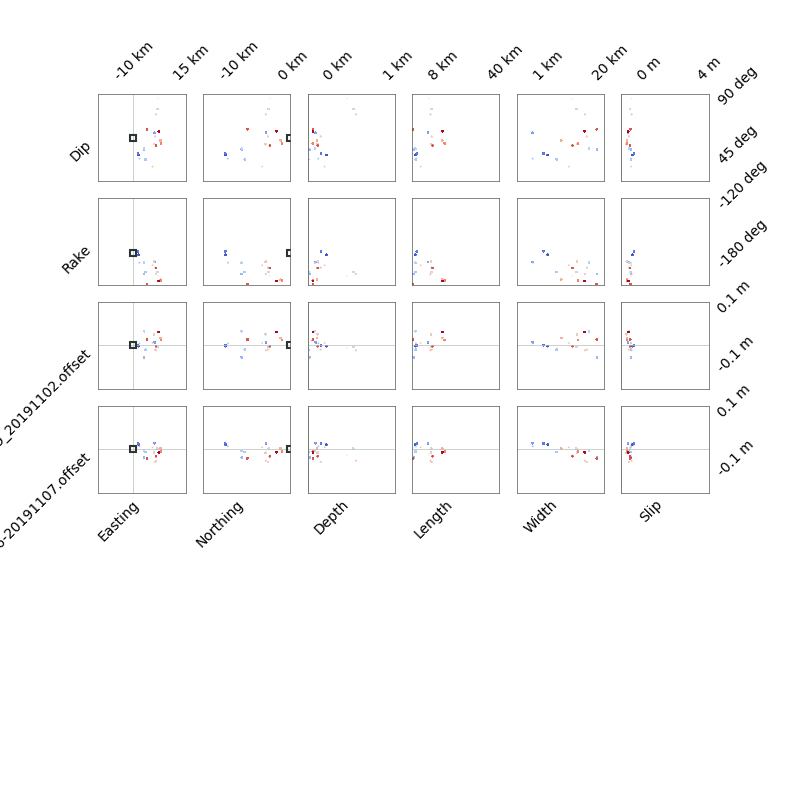 -10 km
15 km
-10 km
0 km
0 km
1 km
8 km
40 km
1 km
20 km
0 m
4 m
Dip
90 deg
45 deg
Rake
-120 deg
-180 deg
_20191102.offset
0.1 m
-0.1 m
-20191107.offset
0.1 m
-0.1 m
Easting
Northing
Depth
Length
Width
Slip